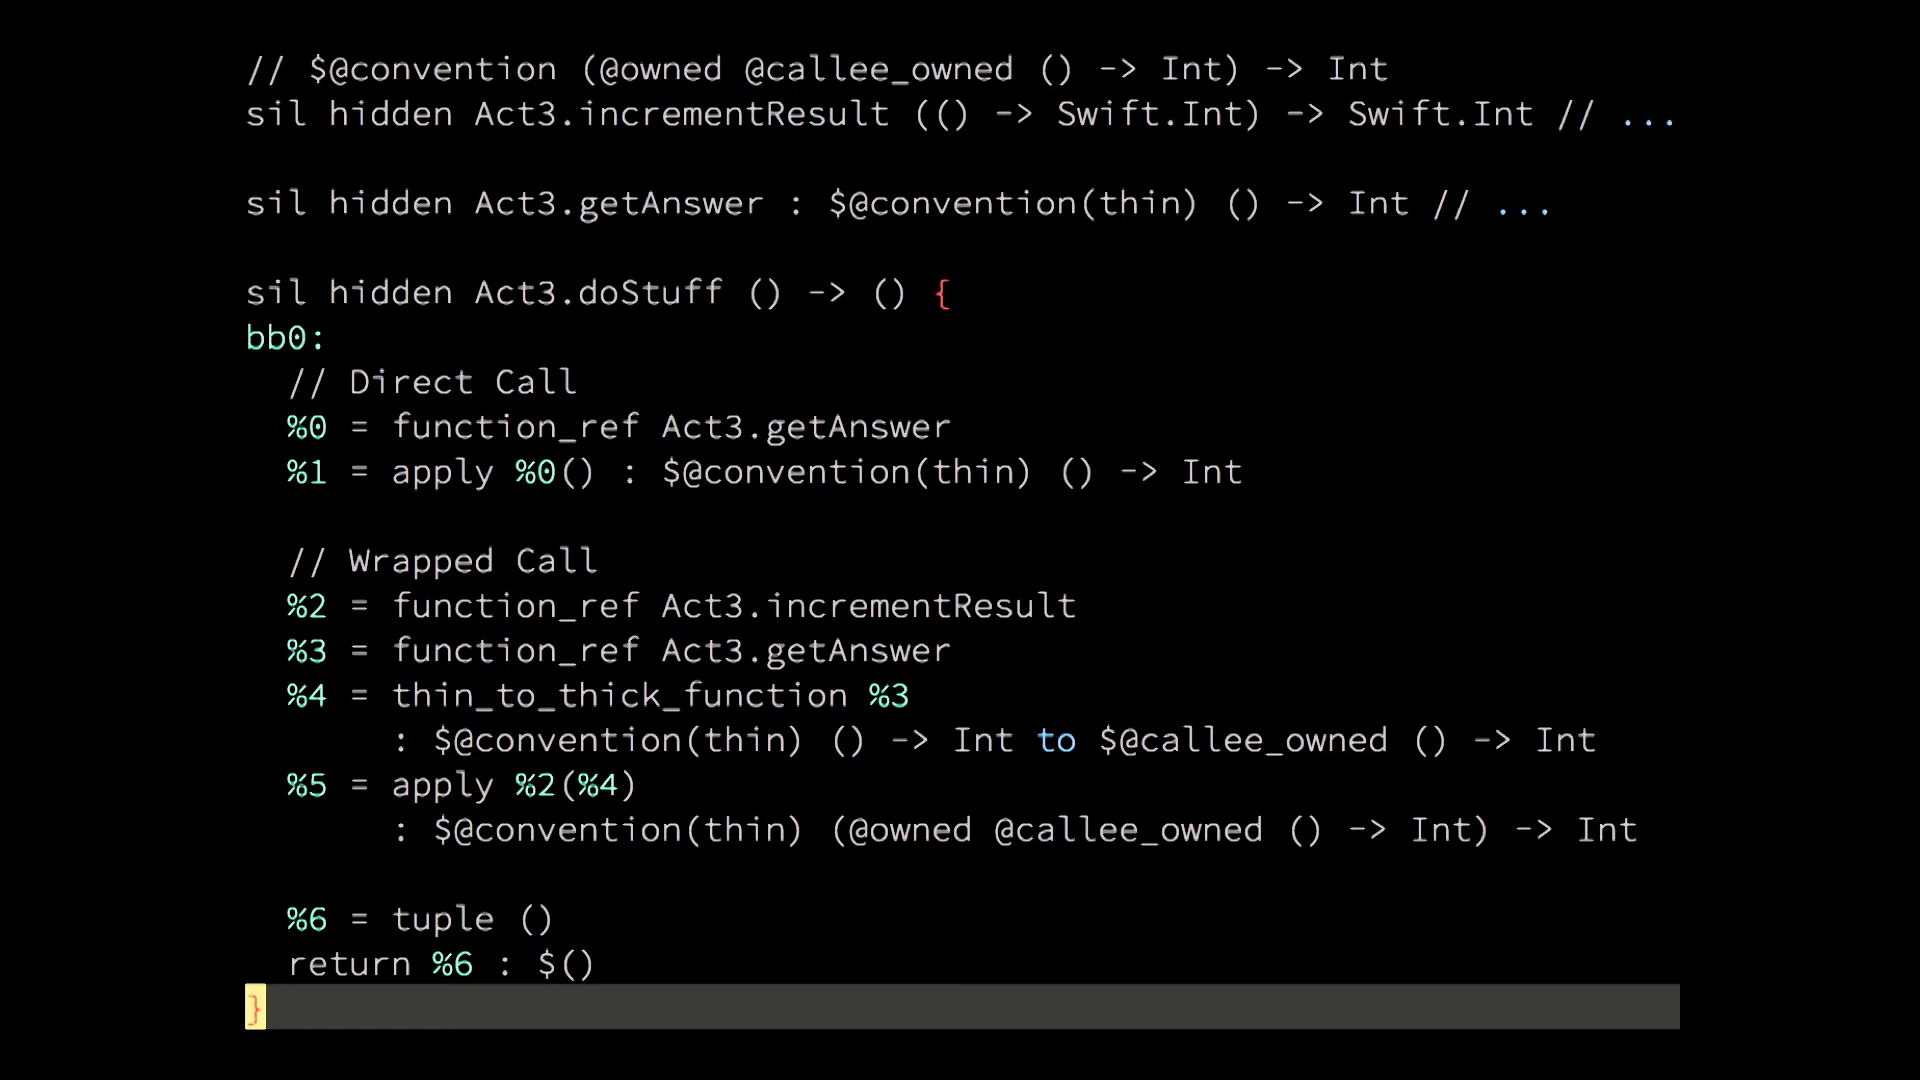 // $@convention (@owned @callee_owned () -> Int) -> Int
sil hidden Act3.incrementResult (() -> Swift.Int) -> Swift.Int // ...
sil hidden Act3.getAnswer : $@convention(thin) () -> Int // ...
sil hidden Act3.doStuff () -> () {
bb0:
// Direct Call
%0 = function_ref Act3.getAnswer
%1 = apply %0() : $@convention(thin) () -> Int
// Wrapped Call
%2 = function_ref Act3.incrementResult
%3 = function_ref Act3.getAnswer
%4 = thin_to_thick_function %3
: $@convention(thin) () -> Int to $@callee_owned () -> Int
%5 = apply %2(%4)
: $@convention(thin) (@owned @callee_owned () -> Int) -> Int
%6 = tuple ()
return %6 : $()
}